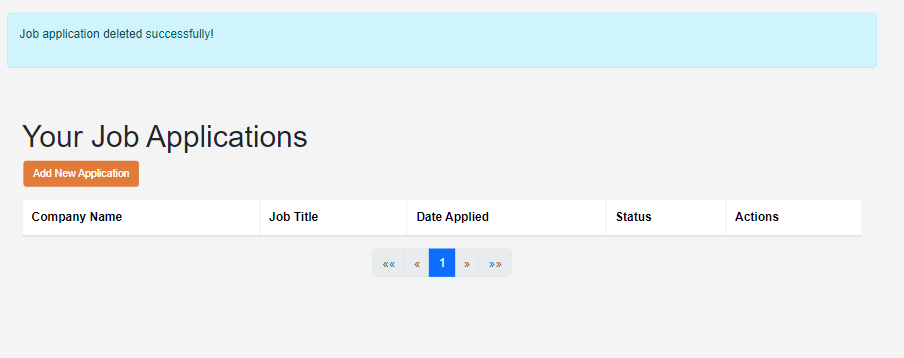 Job application deleted successfully!
Your Job Applications
Add New Application
Company Name Job Title Date Applied Status Actions
«« « 1 » »»